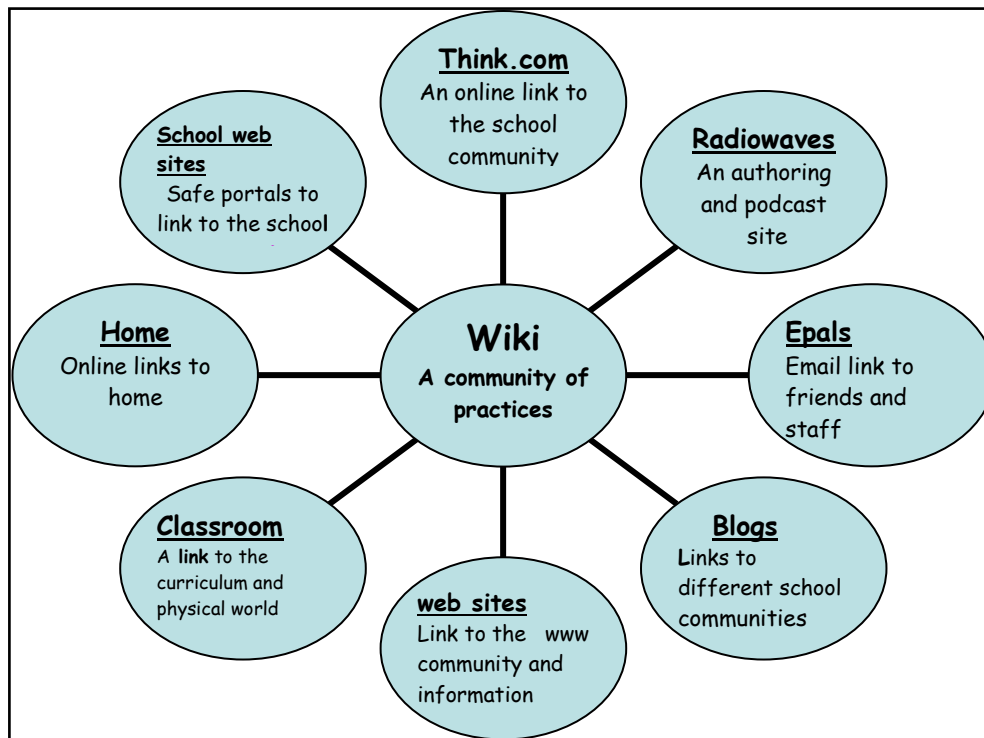 Think.com
An online link to
the school
community
School web
sites
Safe portals to
link to the school
Radiowaves
An authoring
and podcast
site
Home
Online links to
home
Wiki
A community of
practices
Epals
Email link to
friends and
staff
Classroom
A link to the
curriculum and
physical world
web sites
Link to the www
community and
information
Blogs
Links to
different school
communities